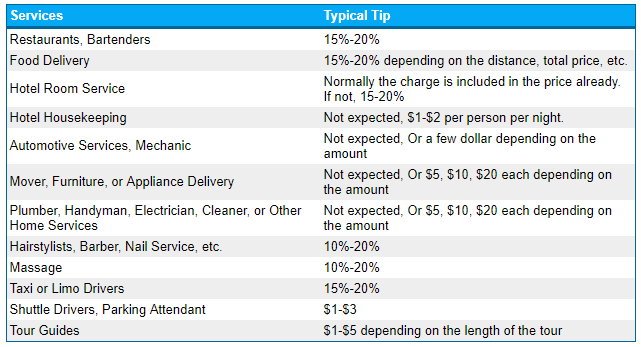 Services Typical Tip
Restaurants, Bartenders 15%-20%
Food Delivery 15%-20% depending on the distance, total price, etc.
Hotel Room Service Normally the charge is included in the price already.
If not, 15-20%
Hotel Housekeeping Not expected, $1-$2 per person per night.
Automotive Services, Mechanic Not expected, Or a few dollar depending on the
amount
Mover, Furniture, or Appliance Delivery Not expected, Or $5, $10, $20 each depending on
the amount
Plumber, Handyman, Electrician, Cleaner, or Other Not expected, Or $5, $10, $20 each depending on
Home Services the amount
Hairstylists, Barber, Nail Service, etc. 10%-20%
Massage 10%-20%
Taxi or Limo Drivers 15%-20%
Shuttle Drivers, Parking Attendant $1-$3
Tour Guides $1-$5 depending on the length of the tour